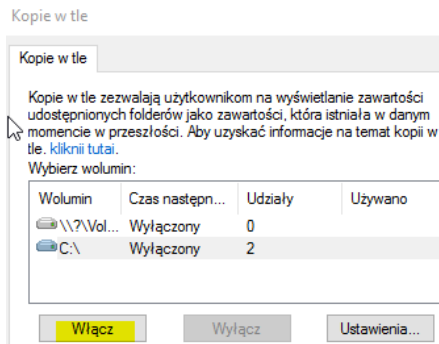 Kopie w tle
Kopie w tle
Kopie w tle zezwalają użytkownikom na wyświetlanie zawartości
udostępnionych folderów jako zawartości, która istniała w danym
momencie w przeszłości. Aby uzyskać informacje na temat kopii w
tle, kliknij tutaj.
Wybierz wolumin:
Wolumin Czas następn... Udziały Używano
\\?\Vol... Wyłączony 0
C:\ Wyłączony 2
Włącz Wyłącz Ustawienia...